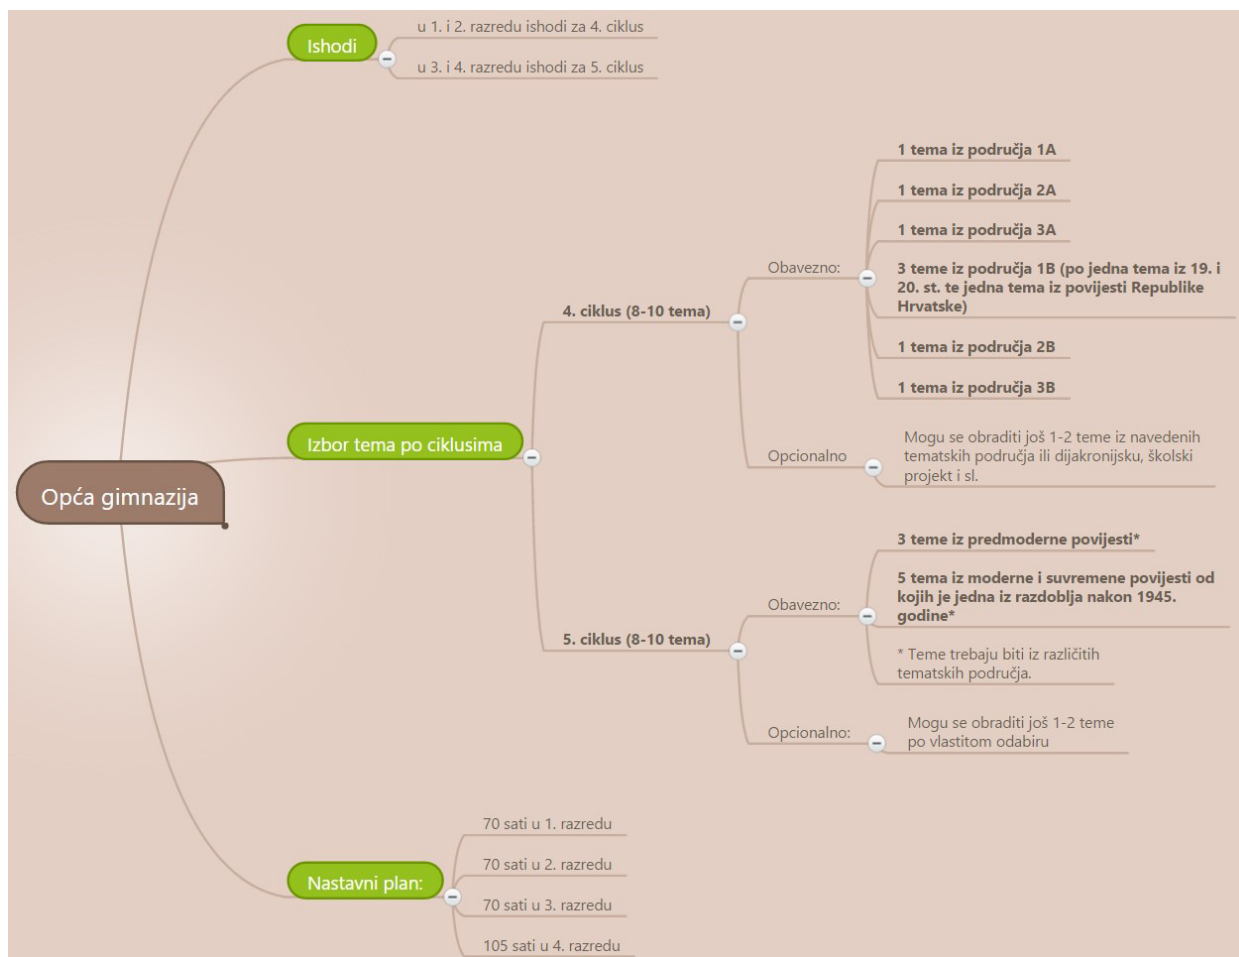 Ishodi
u 1. i 2. razredu ishodi za 4. ciklus
u 3. i 4. razredu ishodi za 5. ciklus
Opća gimnazija
Izbor tema po ciklusima
4. ciklus (8-10 tema)
Obavezno:
1 tema iz područja 1A
1 tema iz područja 2A
1 tema iz područja 3A
3 teme iz područja 1B (po jedna tema iz 19. i
20. st. te jedna tema iz povijesti Republike
Hrvatske)
1 tema iz područja 2B
1 tema iz područja 3B
Opcionalno
Mogu se obraditi još 1-2 teme iz navedenih
tematskih područja ili dijakronijsku, školski
projekt i sl.
5. ciklus (8-10 tema)
Obavezno:
3 teme iz predmoderne povijesti*
5 tema iz moderne i suvremene povijesti od
kojih je jedna iz razdoblja nakon 1945.
godine*
* Teme trebaju biti iz različitih
tematskih područja.
Opcionalno:
Mogu se obraditi još 1-2 teme
po vlastitom odabiru
Nastavni plan:
70 sati u 1. razredu
70 sati u 2. razredu
70 sati u 3. razredu
105 sati u 4. razredu